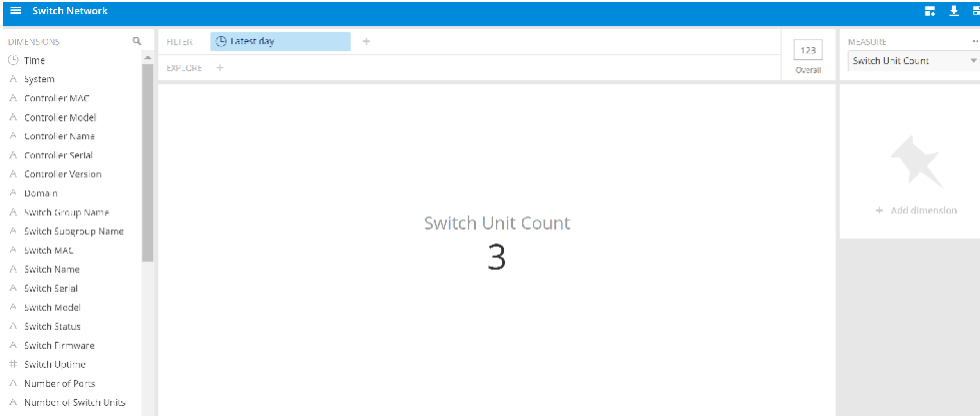 Switch Network
DIMENSIONS
FILTER
Latest day
+
123
Overall
MEASURE
...
Switch Unit Count
EXPLORE +
Time
A System
A Controller MAC
A Controller Model
A Controller Name
A Controller Serial
A Controller Version
A Domain
A Switch Group Name
A Switch Subgroup Name
A Switch MAC
A Switch Name
A Switch Serial
A Switch Model
A Switch Status
A Switch Firmware
# Switch Uptime
A Number of Ports
A Number of Switch Units
Switch Unit Count
3
+ Add dimension